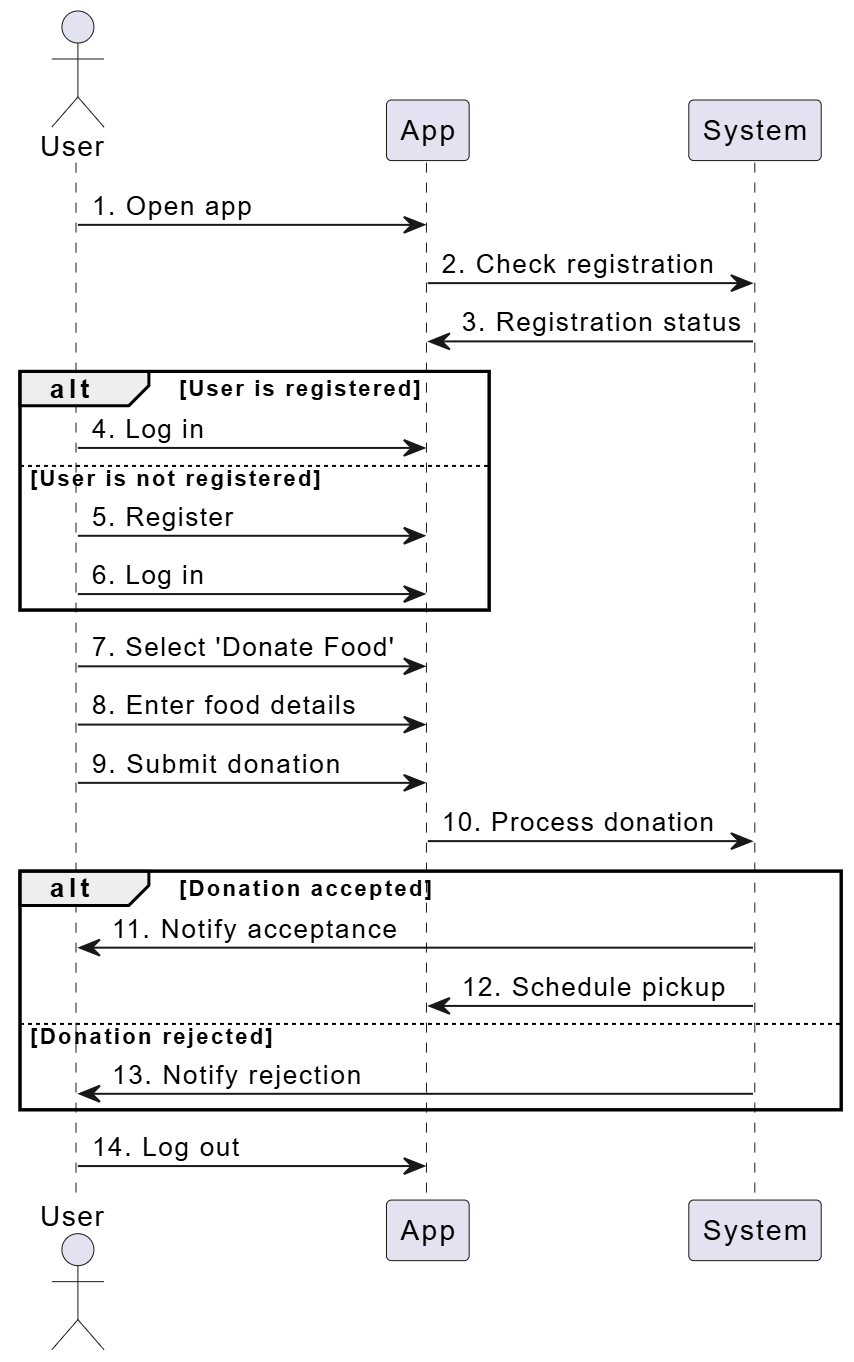 User
App
System
1. Open app
2. Check registration
3. Registration status
alt
[User is registered]
4. Log in
[User is not registered]
5. Register
6. Log in
7. Select 'Donate Food'
8. Enter food details
9. Submit donation
10. Process donation
alt
[Donation accepted]
11. Notify acceptance
12. Schedule pickup
[Donation rejected]
13. Notify rejection
14. Log out
User
App
System